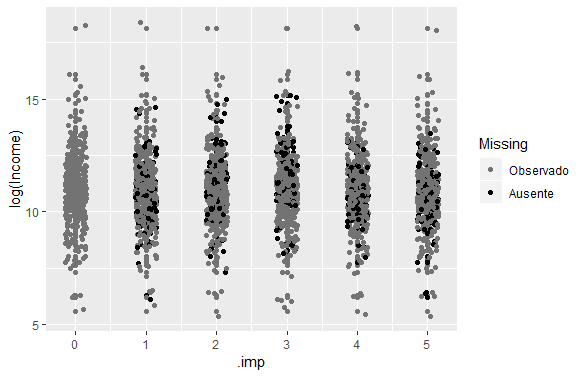 log(Income)
15
10
5
0 1 2 3 4 5
.imp
Missing
Observado
Ausente